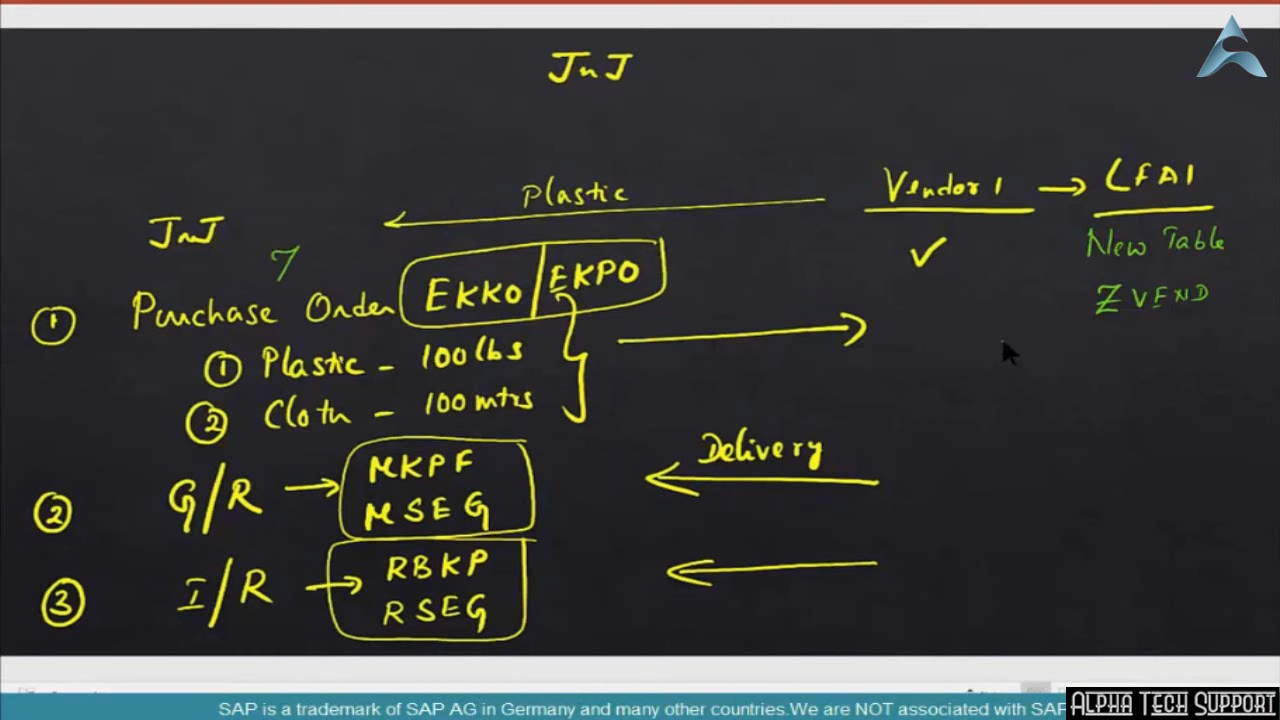 JnJ
Plastic
Vendor 1 → LFA1
JnJ
New Table
7
① Purchase Order EKKO/EKPO
ZVEND
① Plastic - 100 lbs
② Cloth - 100 mtrs
Delivery
② G/R → MKPF
MSEG
③ I/R → RBKP
RSEG
SAP is a trademark of SAP AG in Germany and many other countries.We are NOT associated with SAP
ALPHA TECH SUPPORT